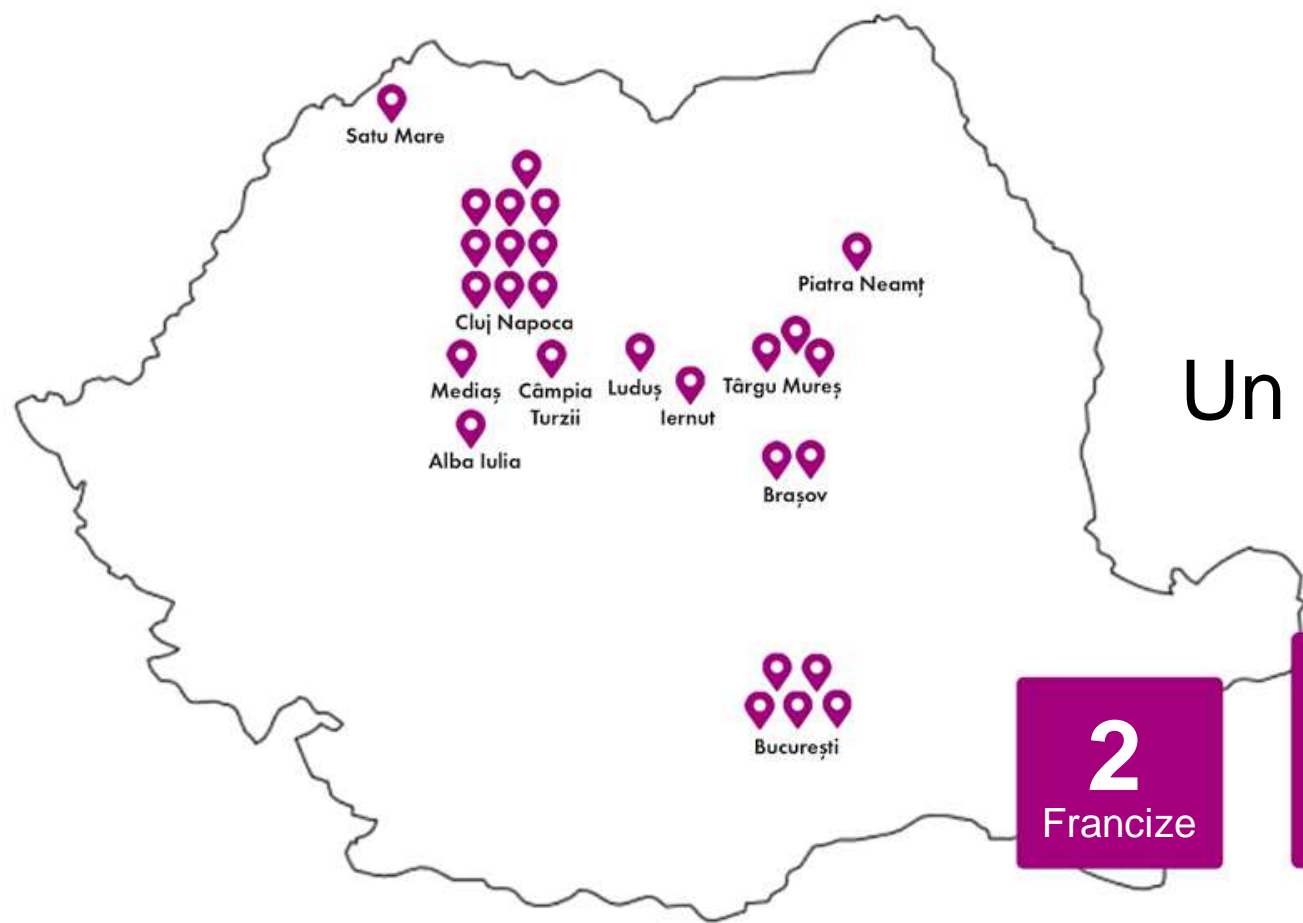 Satu Mare
Cluj Napoca
Piatra Neamț
Mediaș
Câmpia
Turzii
Luduș
Iernut
Târgu Mureș
Alba Iulia
Brașov
București
Un
2
Francize